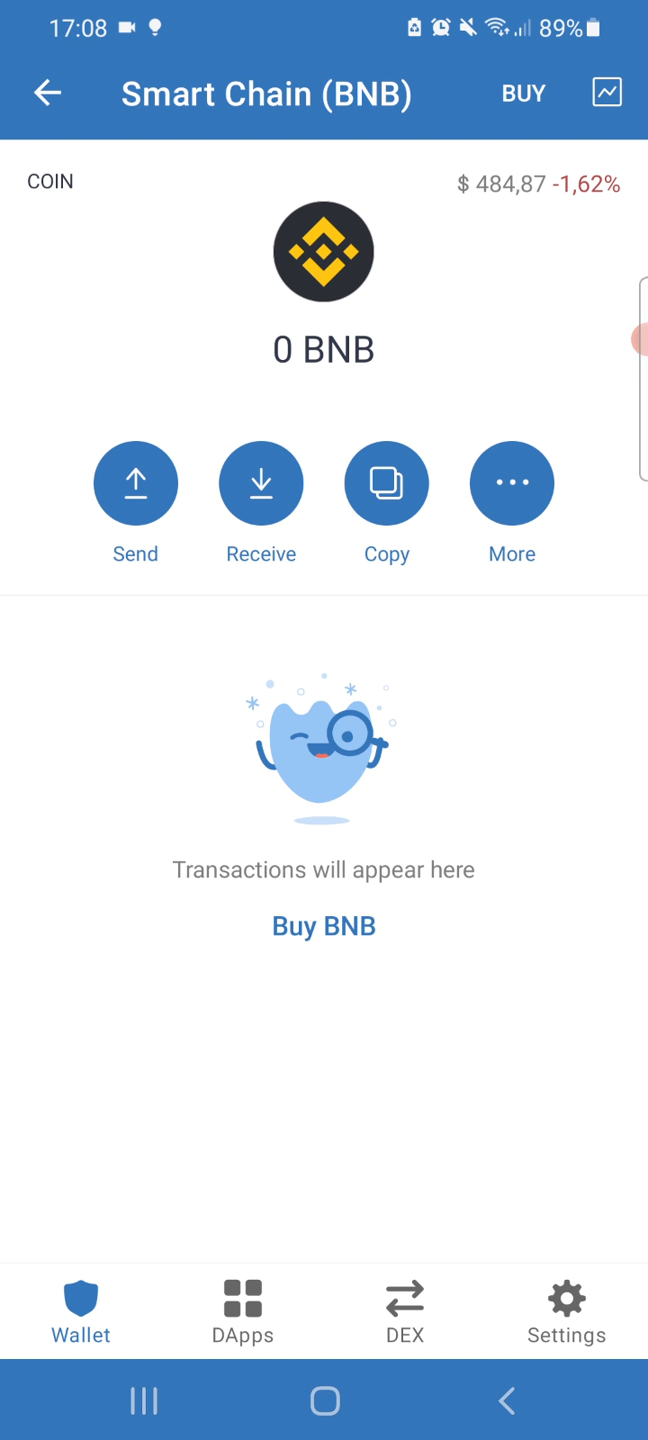 17:08 89%
Smart Chain (BNB) BUY
COIN $ 484,87 -1,62%
0 BNB
Send Receive Copy More
Transactions will appear here
Buy BNB
Wallet DApps DEX Settings